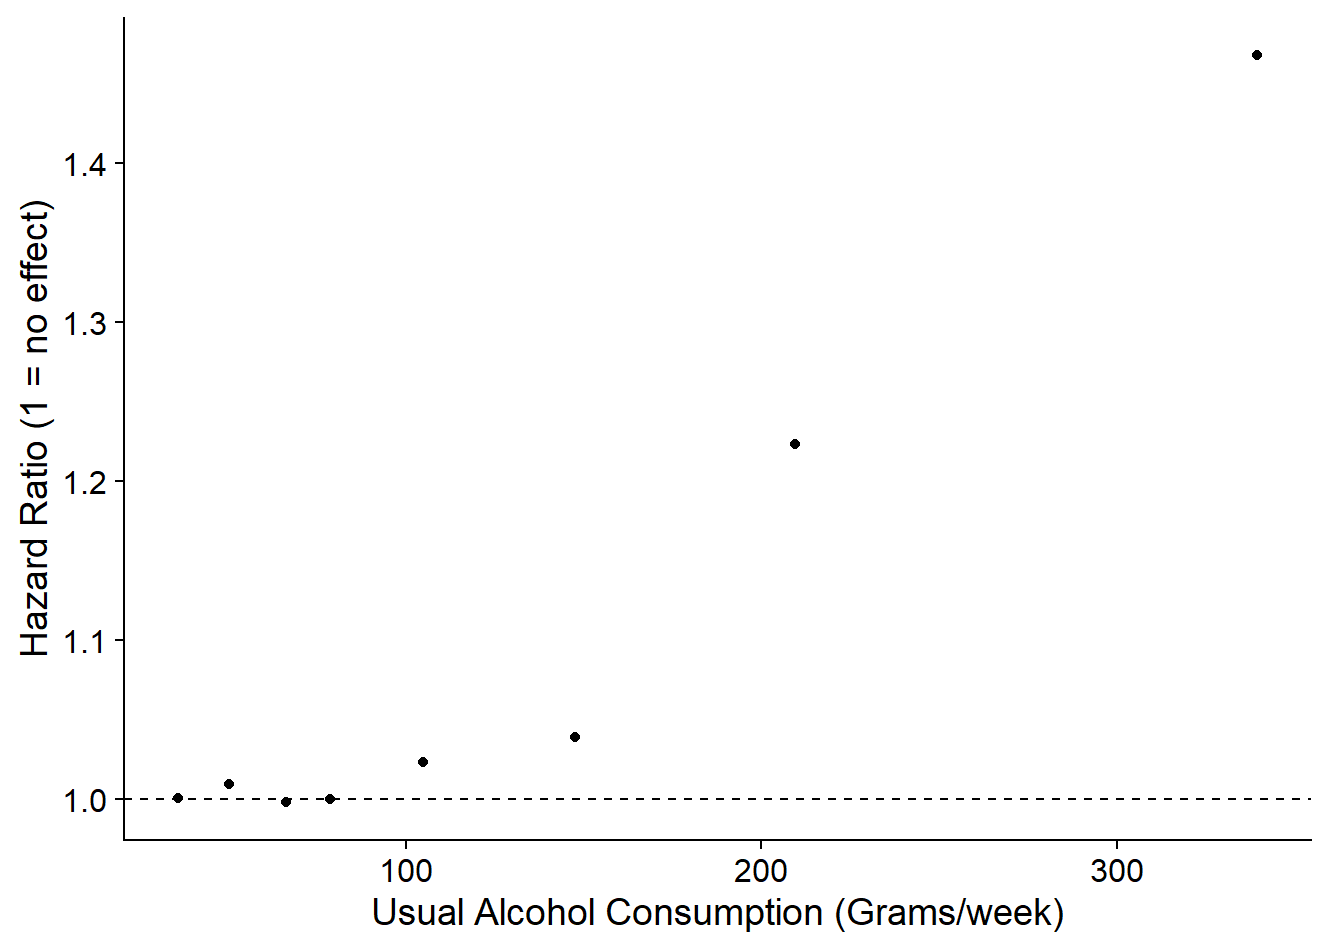 Hazard Ratio (1 = no effect)
1.4
1.3
1.2
1.1
1.0
100 200 300
Usual Alcohol Consumption (Grams/week)